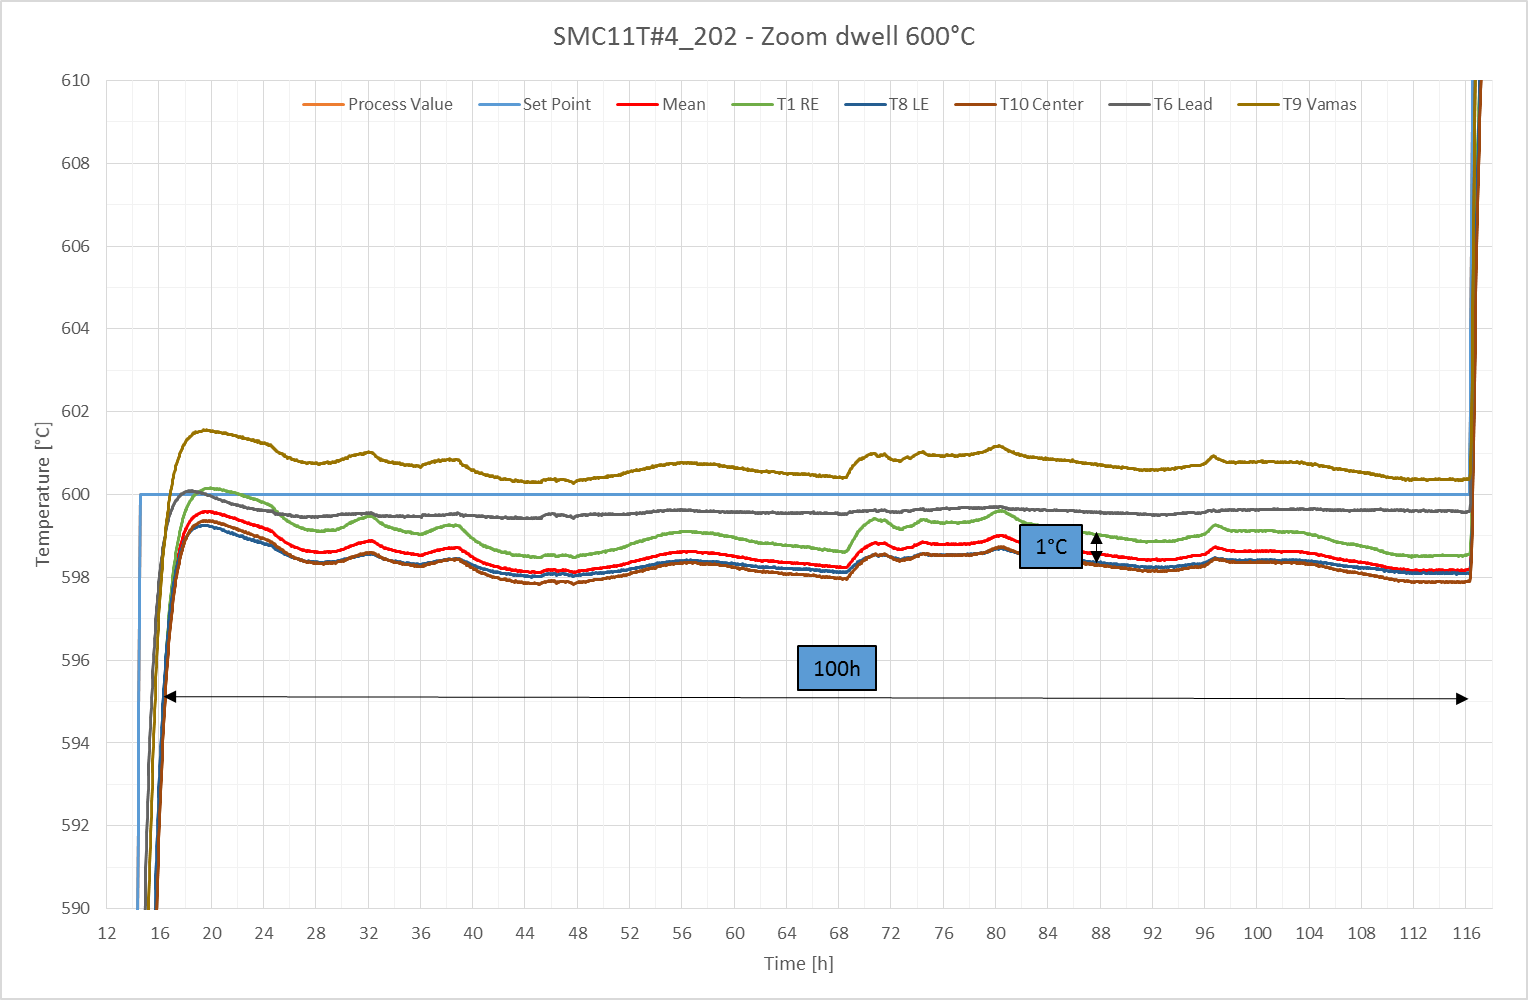 SMC11T#4_202 - Zoom dwell 600°C
Process Value Set Point Mean T1 RE T8 LE T10 Center T6 Lead T9 Vamas
610
608
606
604
602
600
598
596
594
592
590
Temperature [°C]
1°C
100h
12 16 20 24 28 32 36 40 44 48 52 56 60 64 68 72 76 80 84 88 92 96 100 104 108 112 116
Time [h]